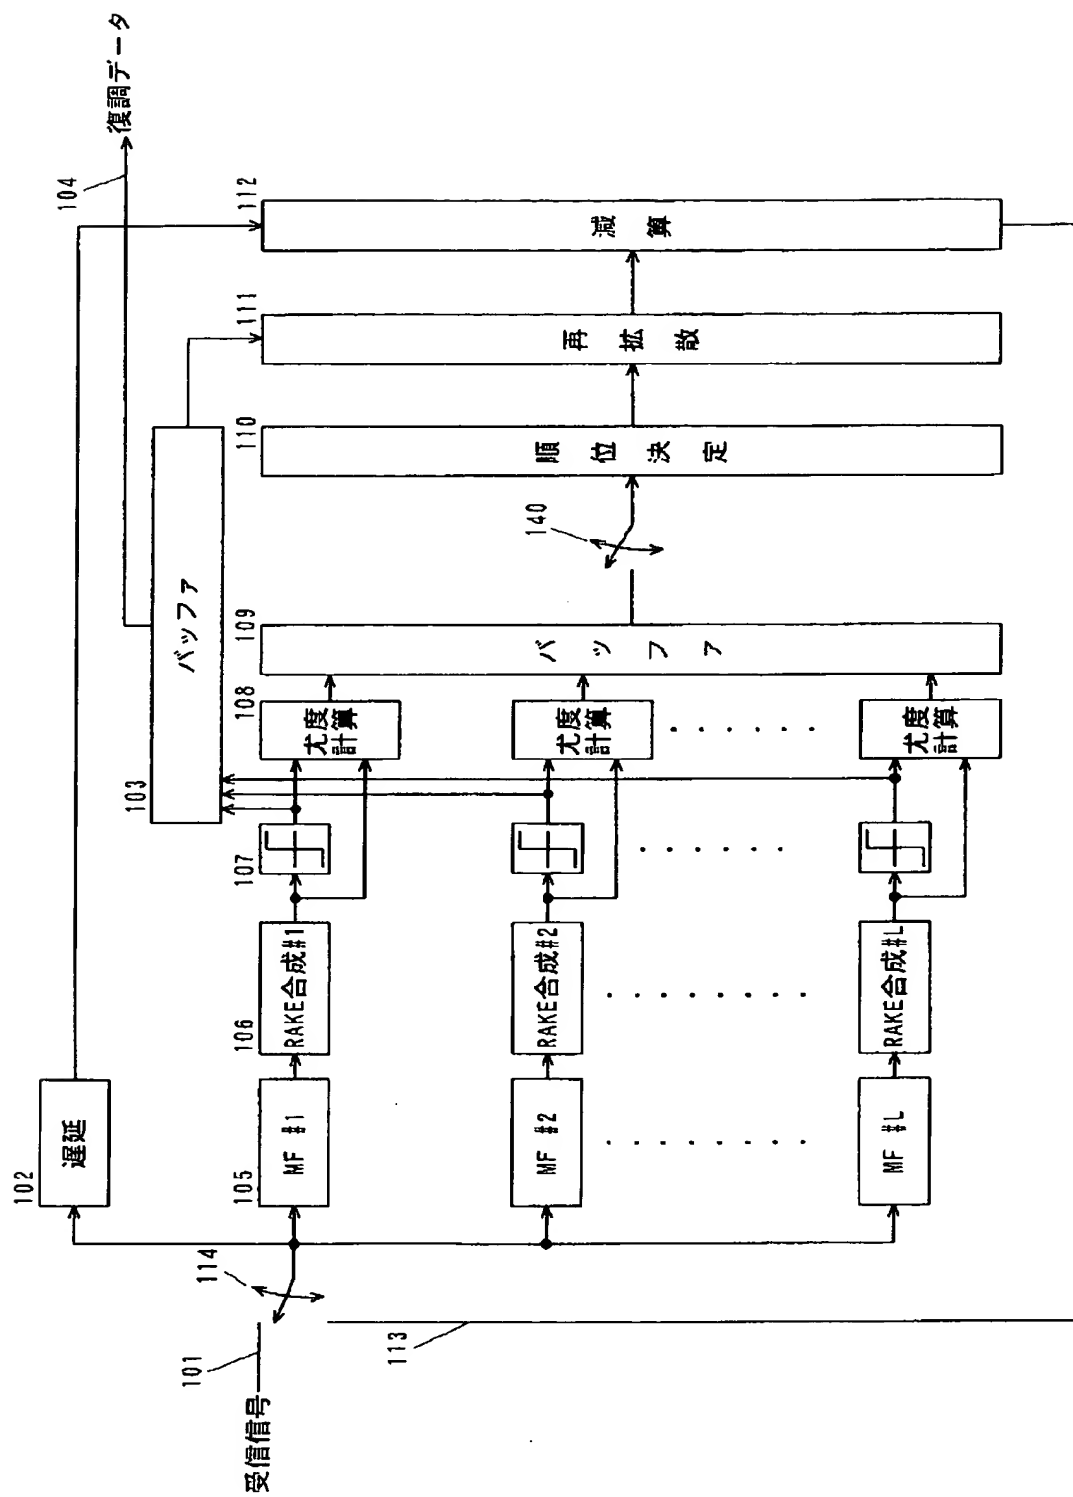 受信信号
101
113
114
102
遅延
105
MF #1
MF #2
MF #L
106
RAKE合成#1
RAKE合成#2
RAKE合成#L
107
103
バッファ
108
尤度
計算
尤度
計算
尤度
計算
109
バッファ
140
110
順位決定
111
再拡散
112
減算
104
復調データ